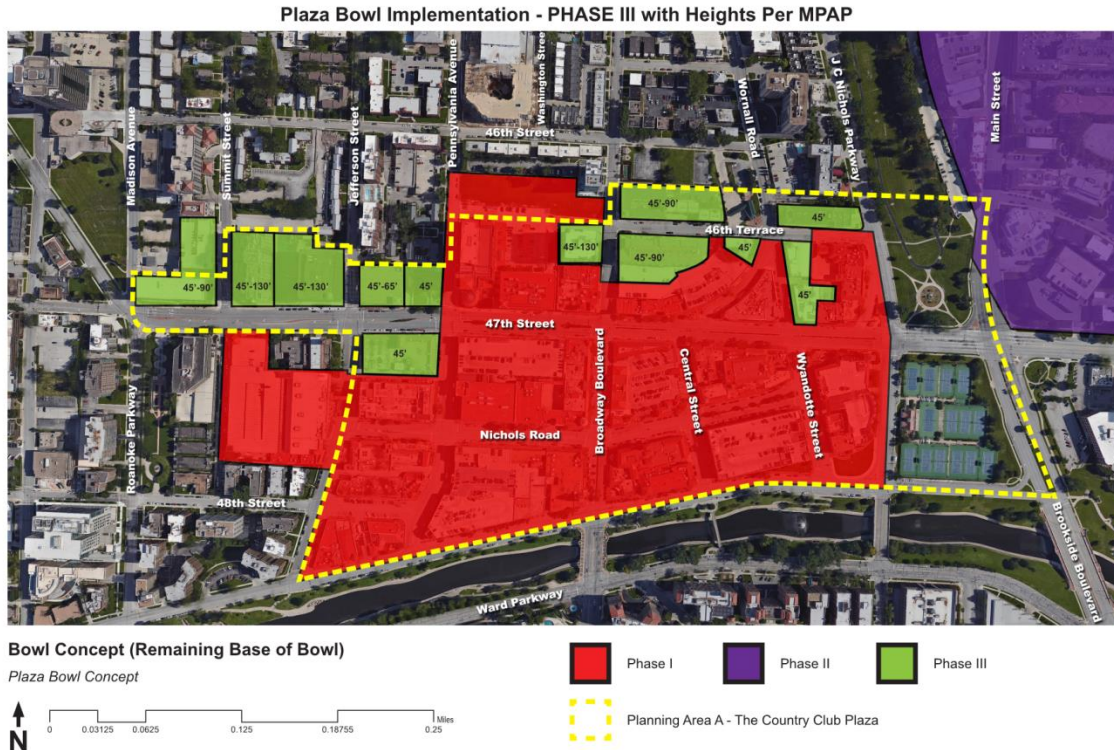 Plaza Bowl Implementation - PHASE III with Heights Per MPAP
Madison Avenue
Summit Street
Jefferson Street
Pennsylvania Avenue
Washington Street
46th Street
Wornall Road
J C Nichols Parkway
Main Street
45'-90'
45'
46th Terrace
45'-130'
45'-90'
45'
45'-90'
45'-130'
45'-130'
45'-65'
45'
45'
47th Street
45'
Broadway Boulevard
Central Street
Wyandotte Street
Roanoke Parkway
Nichols Road
48th Street
Ward Parkway
Brookside Boulevard
Bowl Concept (Remaining Base of Bowl)
Plaza Bowl Concept
Phase I
Phase II
Phase III
Planning Area A - The Country Club Plaza
N
Miles
0 0.03125 0.0625 0.125 0.18755 0.25